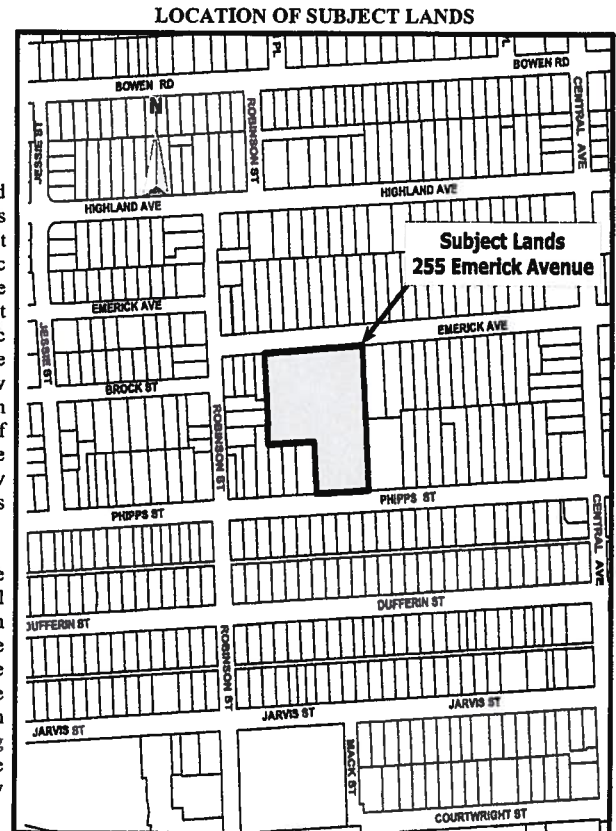 LOCATION OF SUBJECT LANDS
PL
BOWEN RD
BOWEN RD
N
JESSIE ST
ROBINSON ST
CENTRAL AVE
HIGHLAND AVE
HIGHLAND AVE
Subject Lands
255 Emerick Avenue
EMERICK AVE
EMERICK AVE
JESSIE ST
BROCK ST
ROBINSON ST
PHIPPS ST
PHIPPS ST
CENTRAL AVE
DUFFERIN ST
DUFFERIN ST
ROBINSON ST
JARVIS ST
JARVIS ST
JARVIS ST
MACK ST
COURTWRIGHT ST